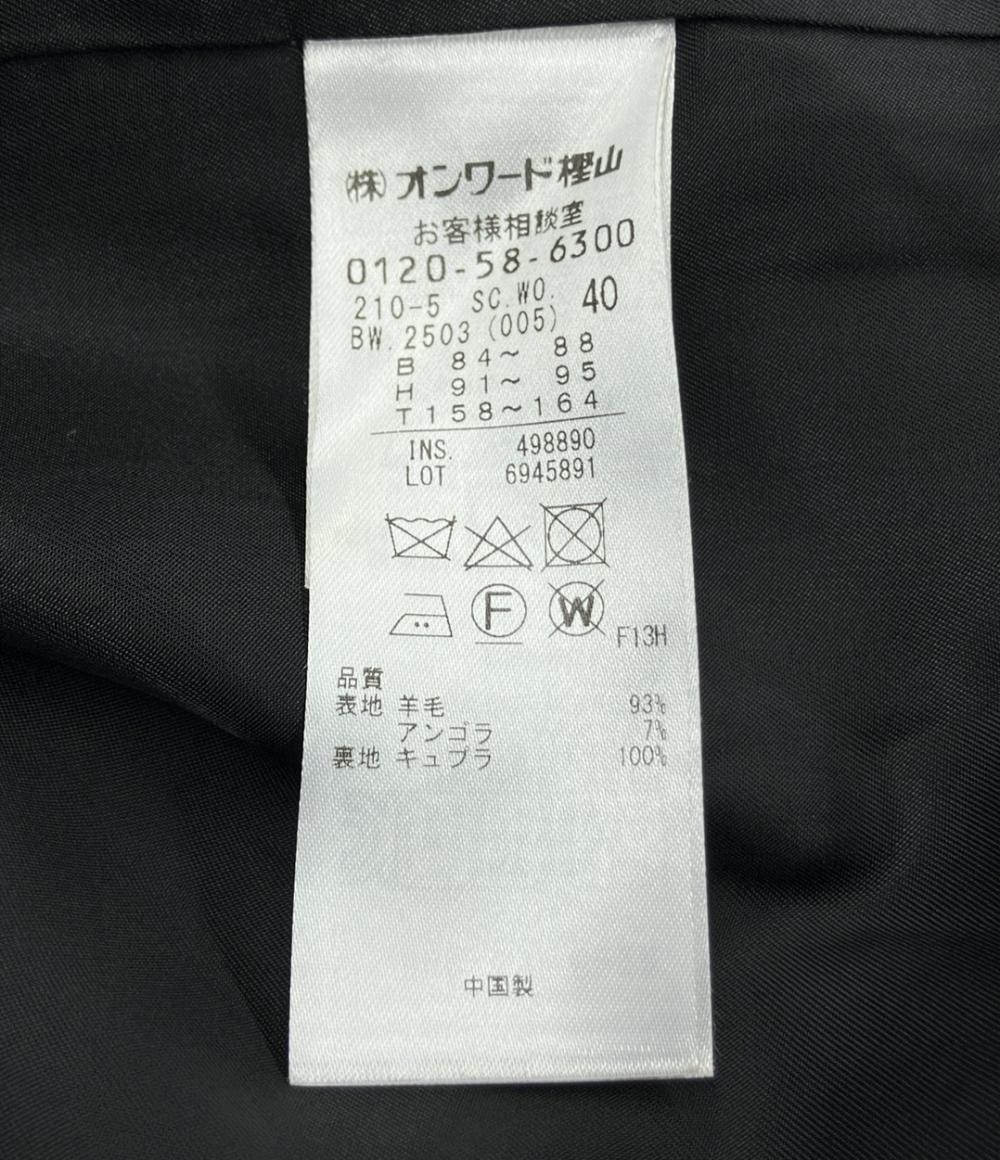 ㈱オンワード樫山
お客様相談室
0120-58-6300
210-5 SC.WO. 40
BW.2503 (005)
B 84～ 88
H 91～ 95
T158～164
INS. 498890
LOT 6945891
F W F13H
品質
表地 羊毛 93%
アンゴラ 7%
裏地 キュプラ 100%
中国製